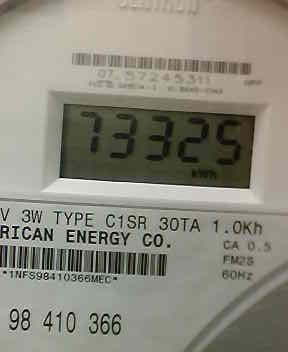 CENTRON
07.57245311
73325
kWh
V 3W TYPE C1SR 30TA 1.0Kh
RICAN ENERGY CO.
CA 0.5
FM2S
60Hz
*1NFS98410366MEC*
98 410 366